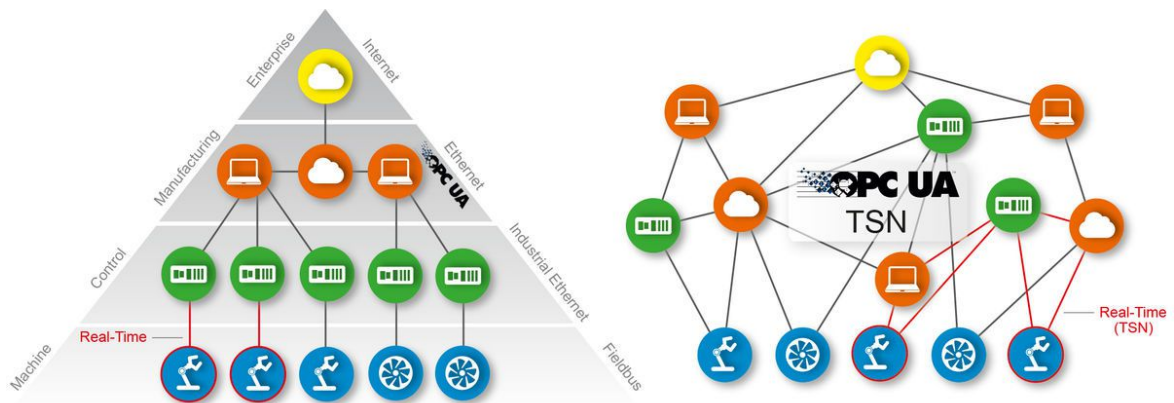 Enterprise
Internet
Manufacturing
Ethernet
OPC UA
Control
Industrial Ethernet
Real-Time
Machine
Fieldbus
OPC UA
TSN
Real-Time
(TSN)